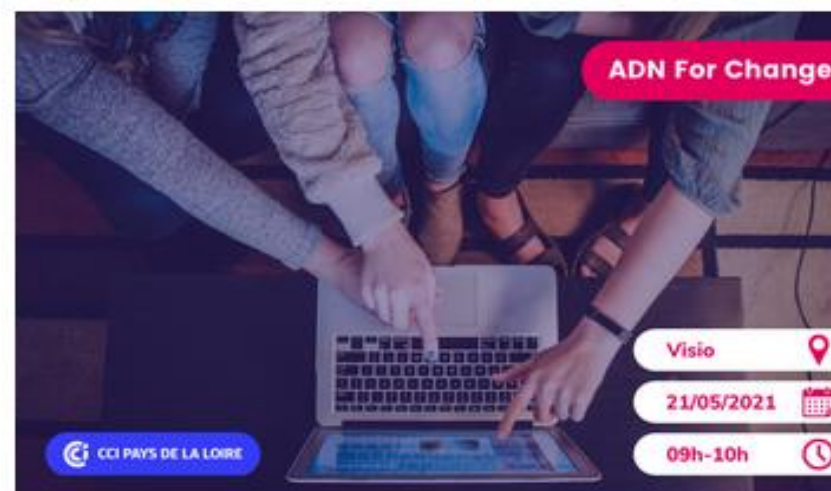 ADN For Change
Visio
21/05/2021
09h-10h
CCI PAYS DE LA LOIRE